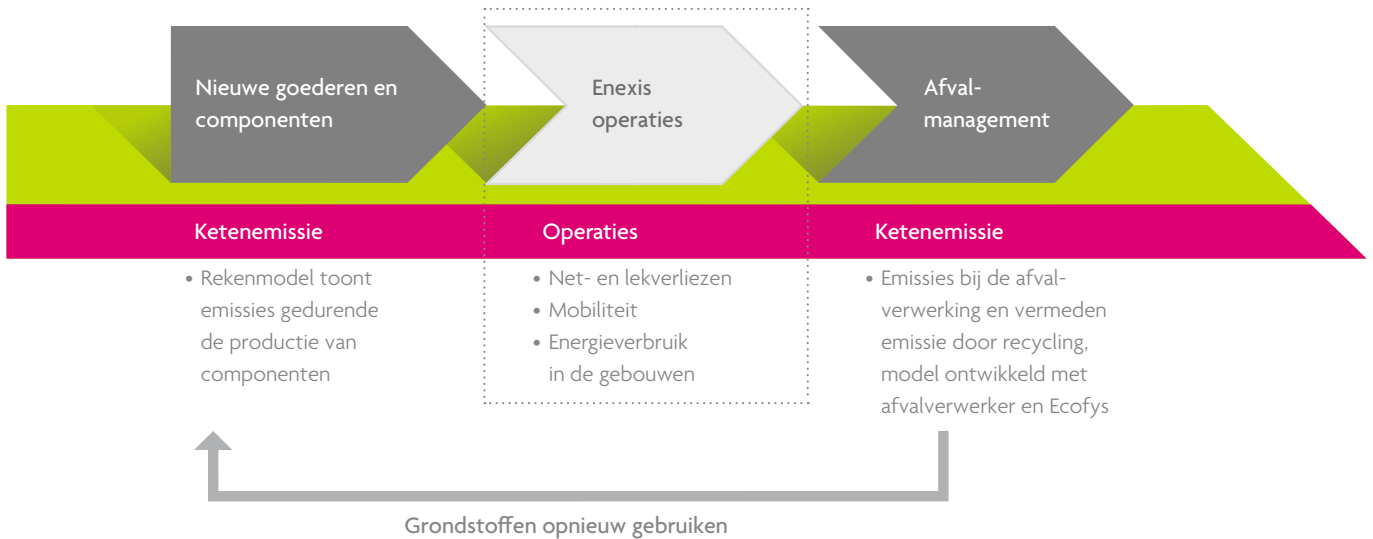 Nieuwe goederen en
componenten
Enexis
operaties
Afval-
management
Ketenemissie
Operaties
Ketenemissie
• Rekenmodel toont
emissies gedurende
de productie van
componenten
• Net- en lekverliezen
• Mobiliteit
• Energieverbruik
in de gebouwen
• Emissies bij de afval-
verwerking en vermeden
emissie door recycling,
model ontwikkeld met
afvalverwerker en Ecofys
Grondstoffen opnieuw gebruiken